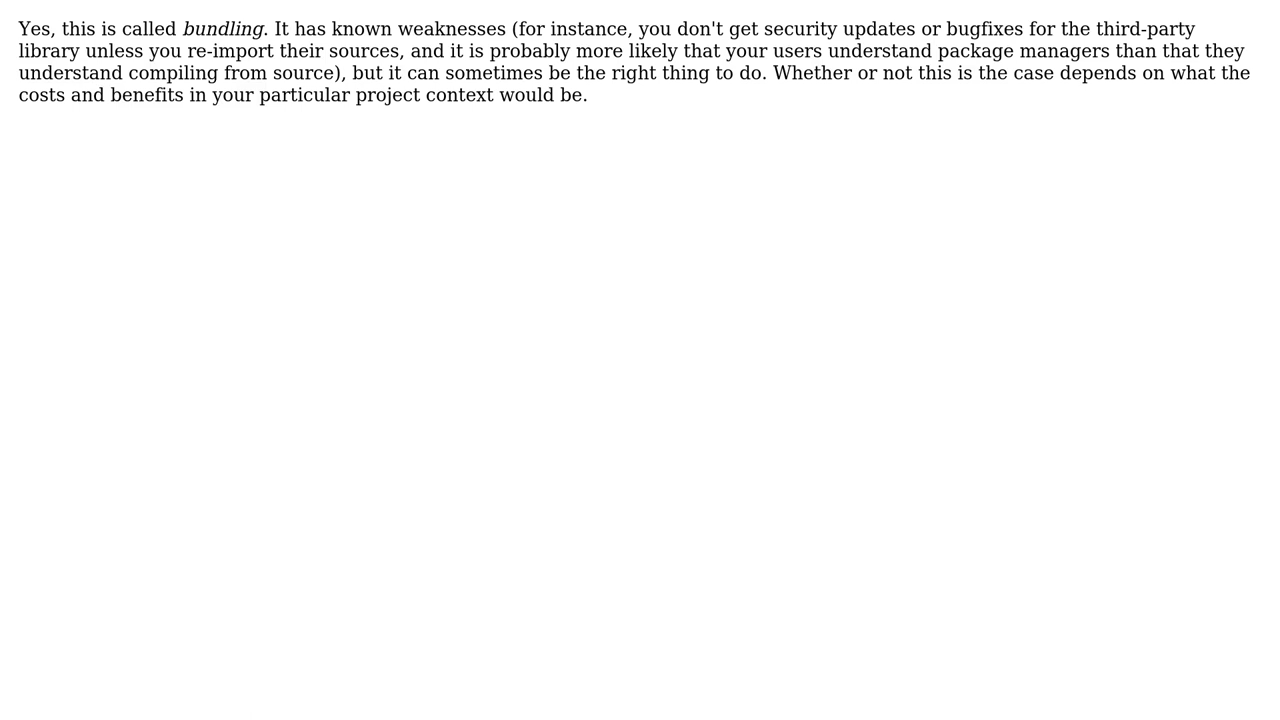 Yes, this is called bundling. It has known weaknesses (for instance, you don't get security updates or bugfixes for the third-party
library unless you re-import their sources, and it is probably more likely that your users understand package managers than that they
understand compiling from source), but it can sometimes be the right thing to do. Whether or not this is the case depends on what the
costs and benefits in your particular project context would be.